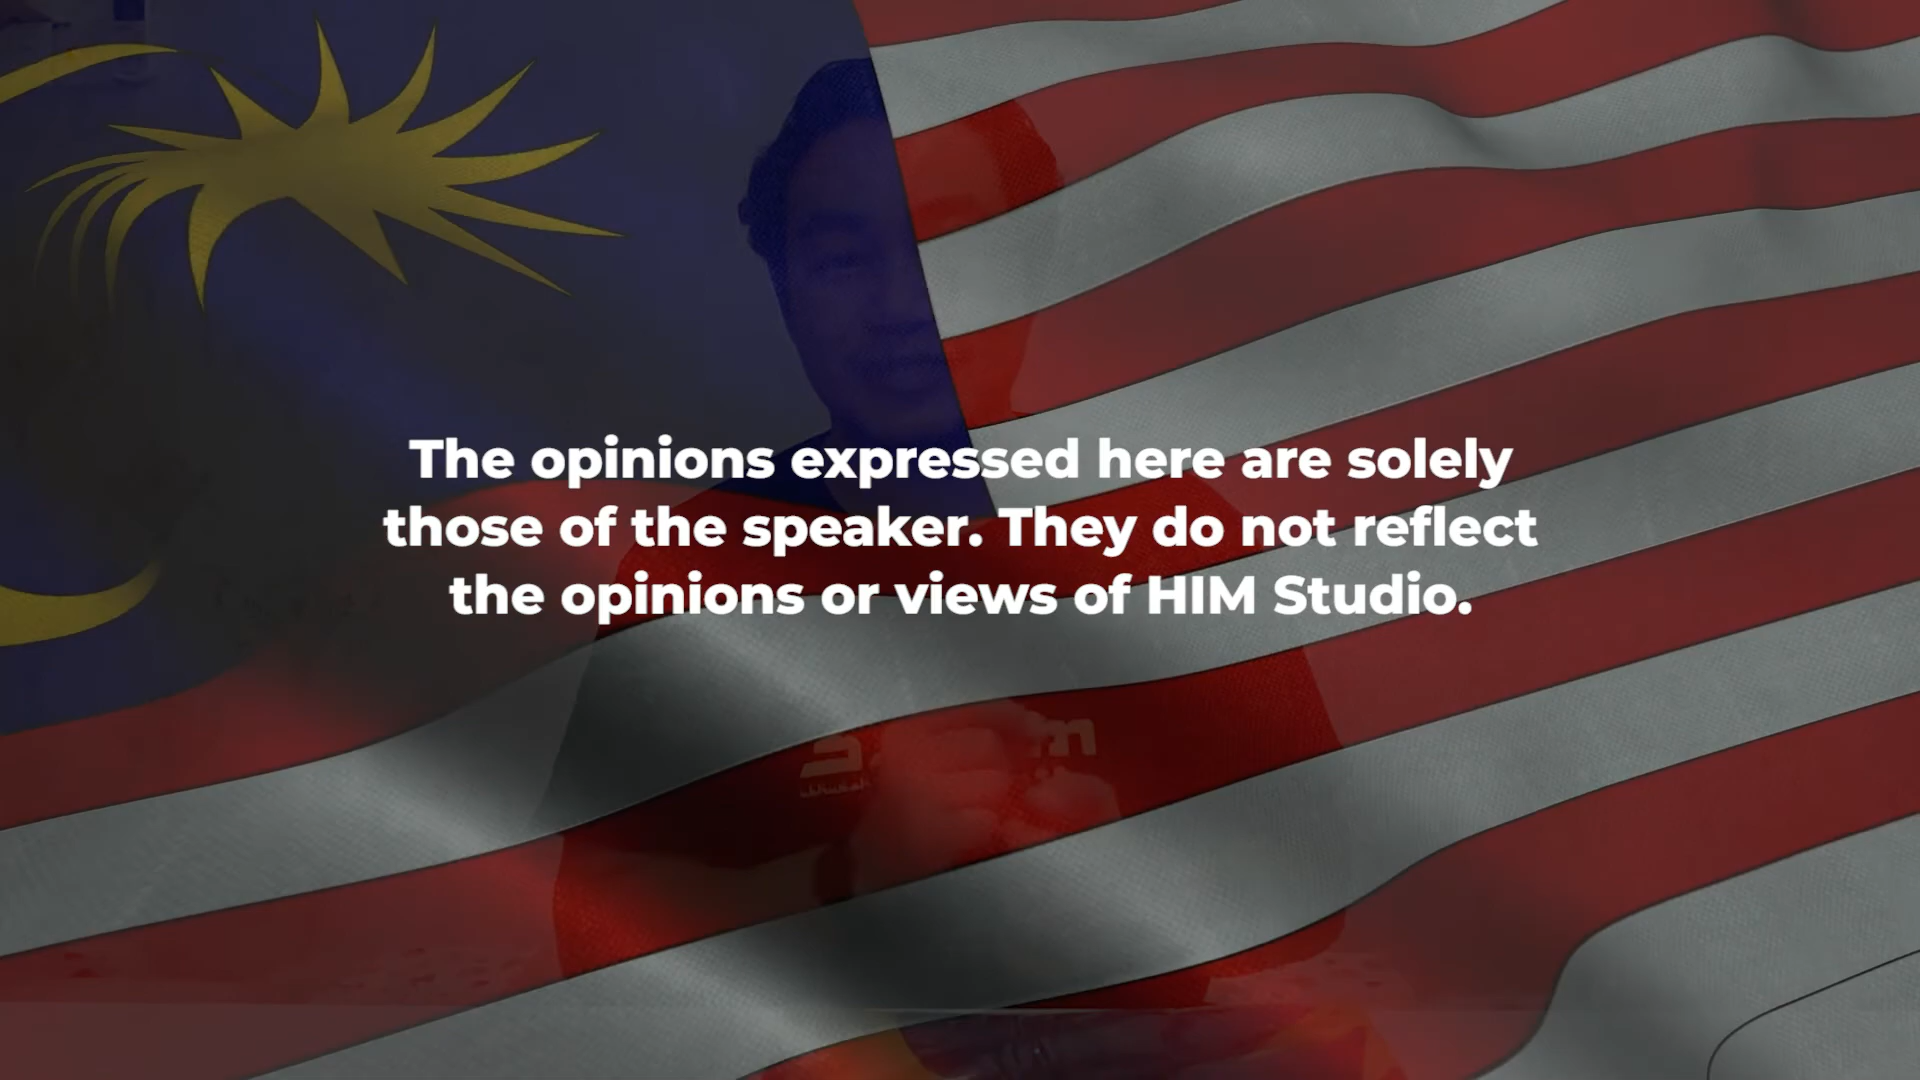 The opinions expressed here are solely
those of the speaker. They do not reflect
the opinions or views of HIM Studio.